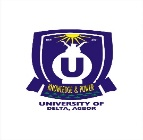 U
KNOWLEDGE & POWER
UNIVERSITY OF
DELTA, AGBOR